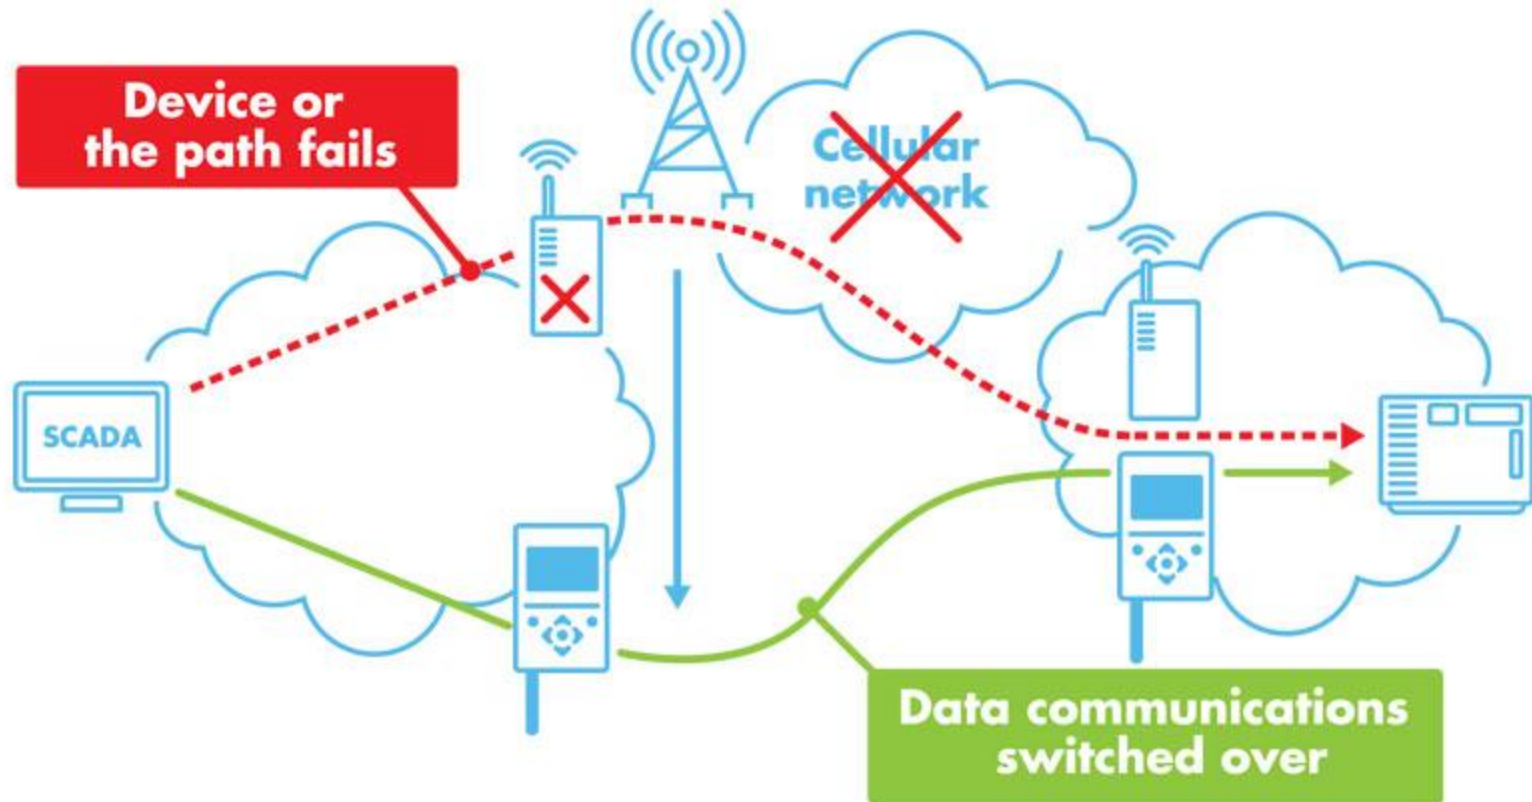 Device or
the path fails
Cellular
network
SCADA
Data communications
switched over